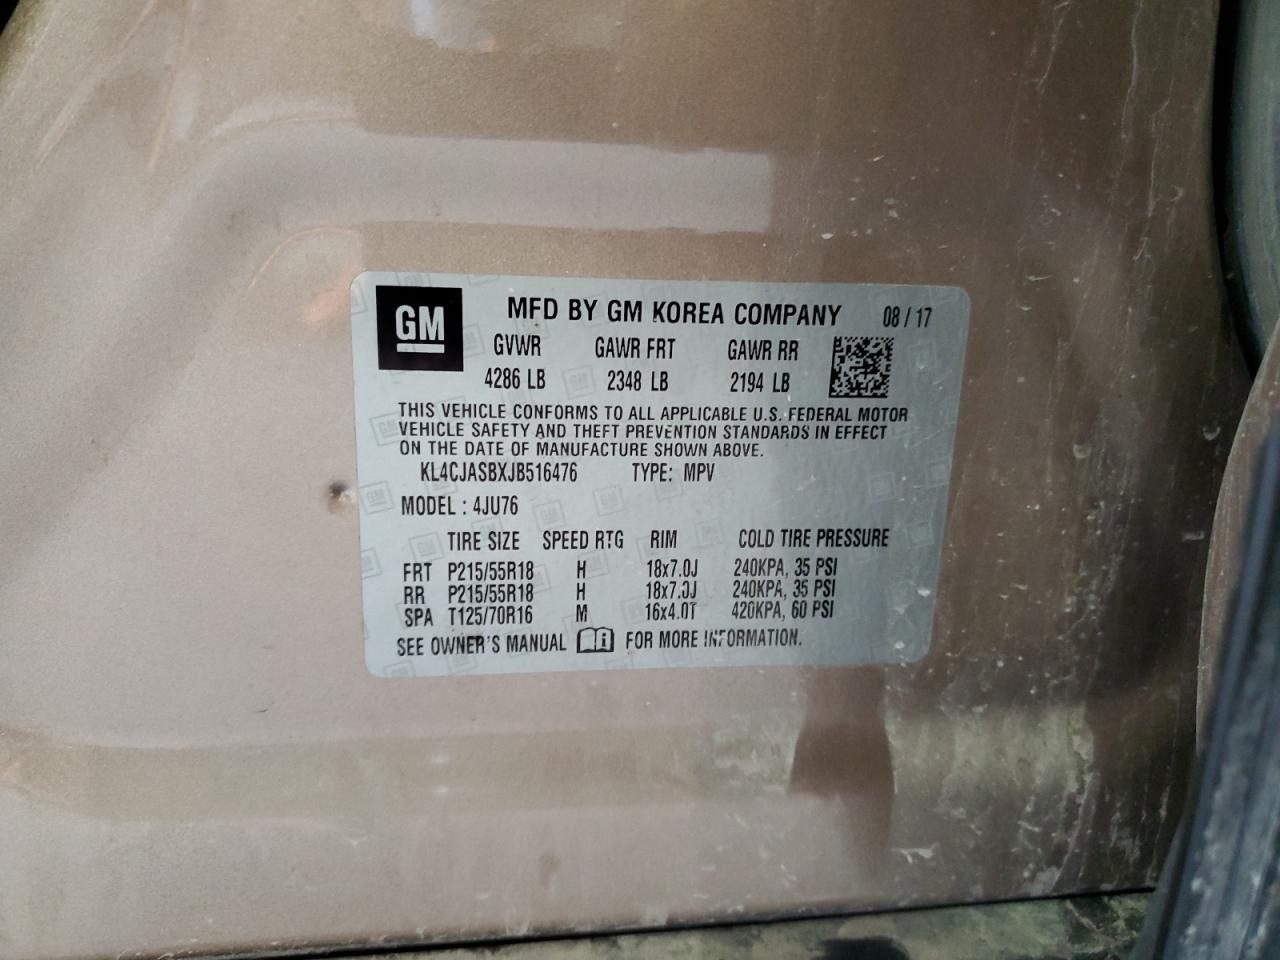 GM
MFD BY GM KOREA COMPANY 08 / 17
GVWR GAWR FRT GAWR RR
4286 LB 2348 LB 2194 LB
THIS VEHICLE CONFORMS TO ALL APPLICABLE U.S. FEDERAL MOTOR
VEHICLE SAFETY AND THEFT PREVENTION STANDARDS IN EFFECT
ON THE DATE OF MANUFACTURE SHOWN ABOVE.
KL4CJASBXJB516476 TYPE: MPV
MODEL : 4JU76
TIRE SIZE SPEED RTG RIM COLD TIRE PRESSURE
FRT P215/55R18 H 18x7.0J 240KPA, 35 PSI
RR P215/55R18 H 18x7.0J 240KPA, 35 PSI
SPA T125/70R16 M 16x4.0T 420KPA, 60 PSI
SEE OWNER'S MANUAL FOR MORE INFORMATION.